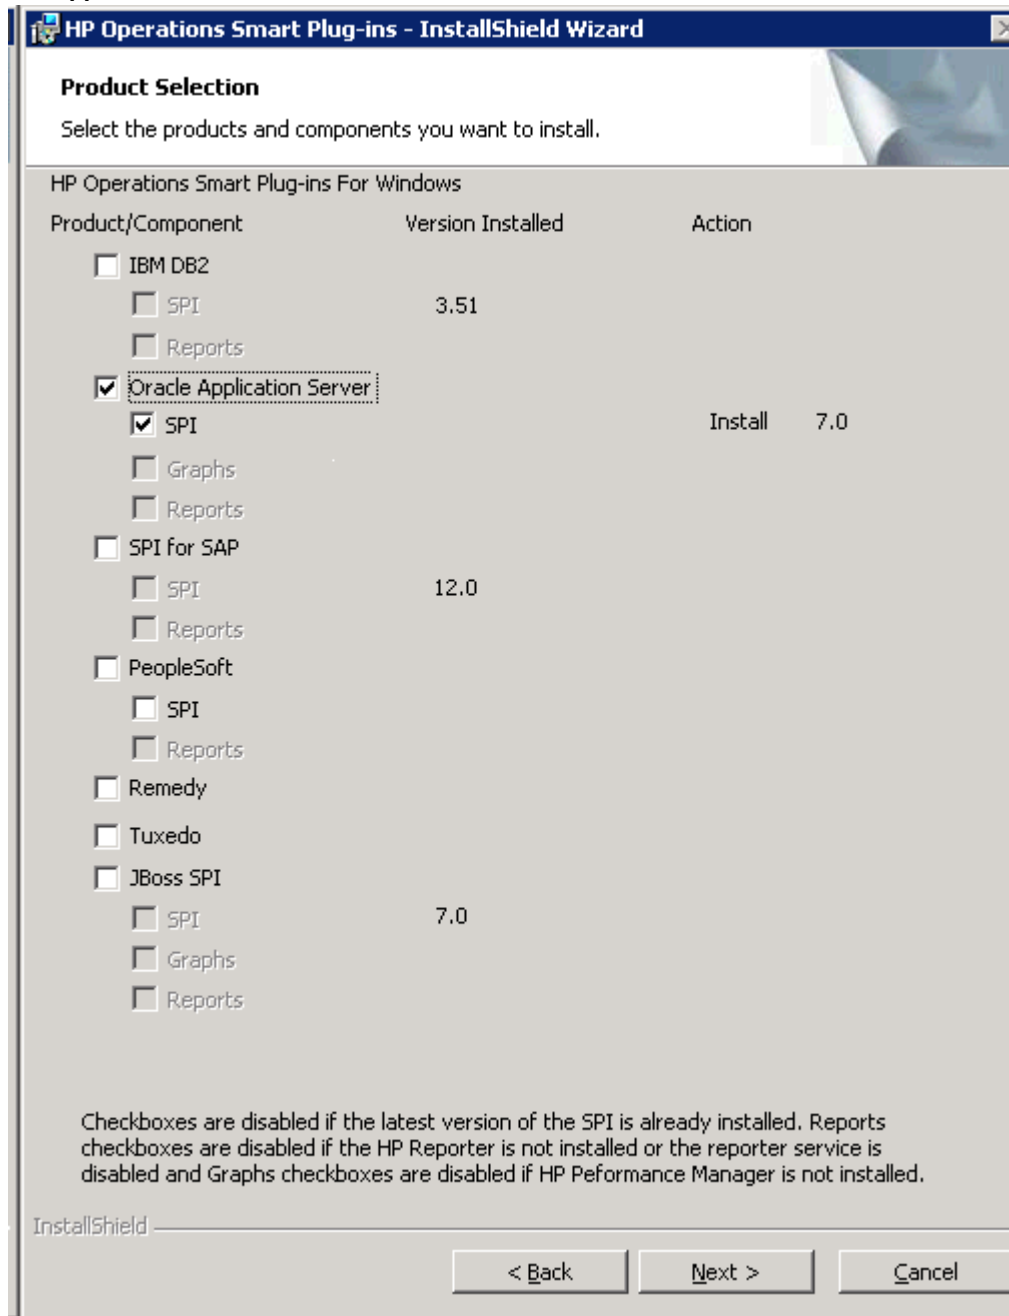 HP Operations Smart Plug-ins - InstallShield Wizard
Product Selection
Select the products and components you want to install.
HP Operations Smart Plug-ins For Windows
Product/Component Version Installed Action
IBM DB2
SPI 3.51
Reports
Oracle Application Server
SPI Install 7.0
Graphs
Reports
SPI for SAP
SPI 12.0
Reports
PeopleSoft
SPI
Reports
Remedy
Tuxedo
JBoss SPI
SPI 7.0
Graphs
Reports
Checkboxes are disabled if the latest version of the SPI is already installed. Reports
checkboxes are disabled if the HP Reporter is not installed or the reporter service is
disabled and Graphs checkboxes are disabled if HP Peformance Manager is not installed.
InstallShield
< Back Next > Cancel